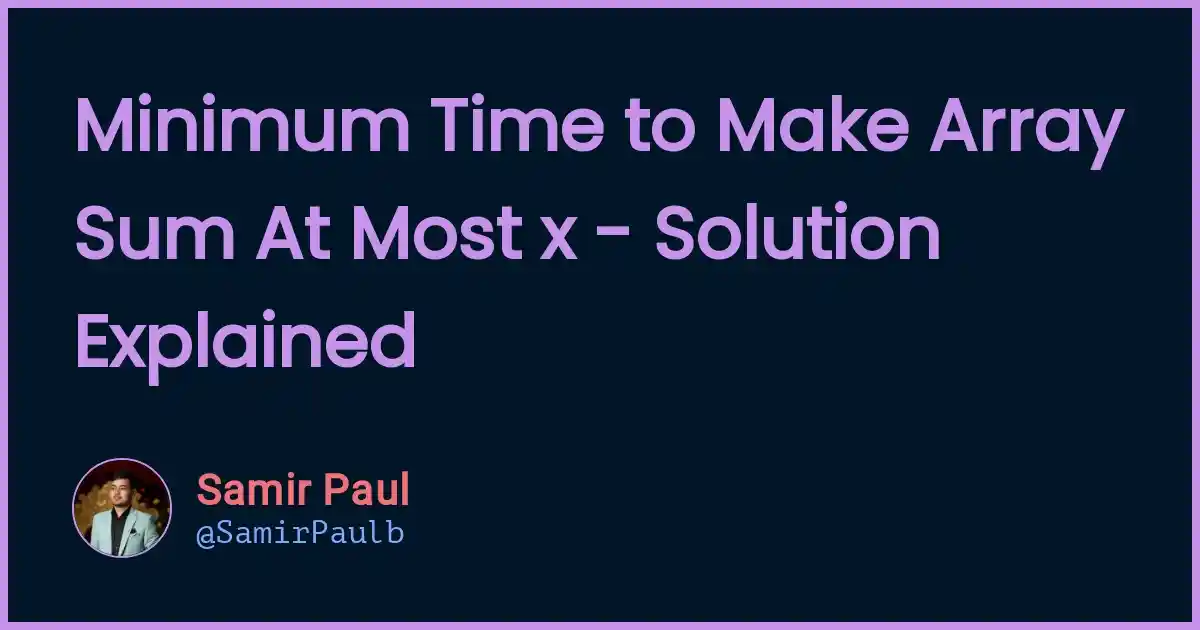 Minimum Time to Make Array
Sum At Most x - Solution
Explained
Samir Paul
@SamirPaulb